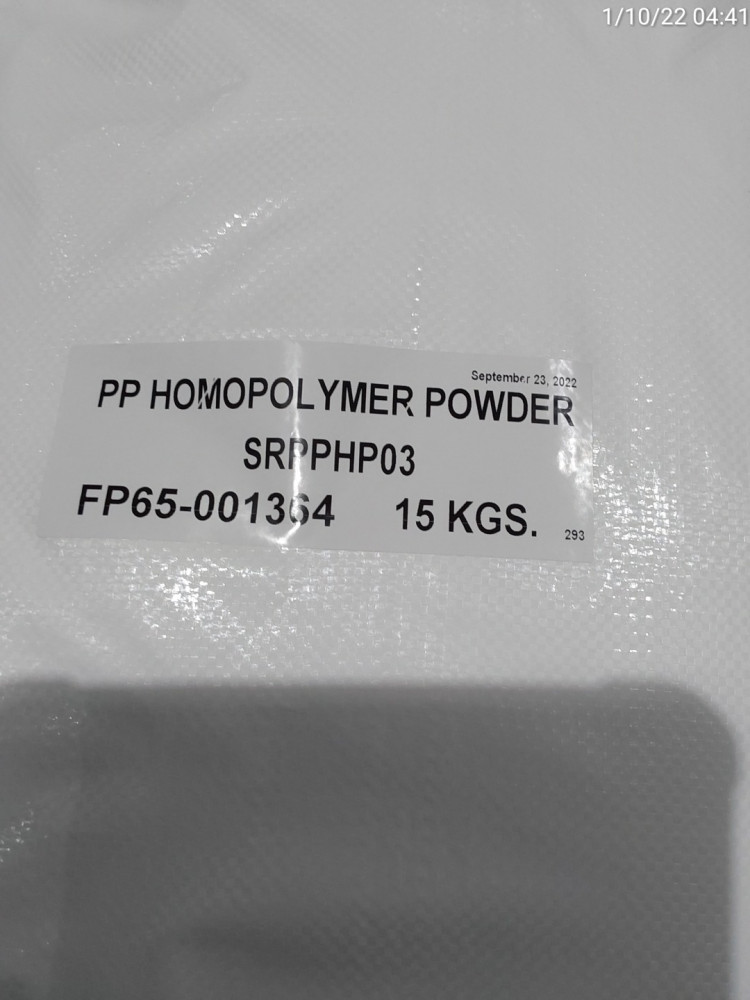 1/10/22 04:41
September 23, 2022
PP HOMOPOLYMER POWDER
SRPPHP03
FP65-001364 15 KGS.
293